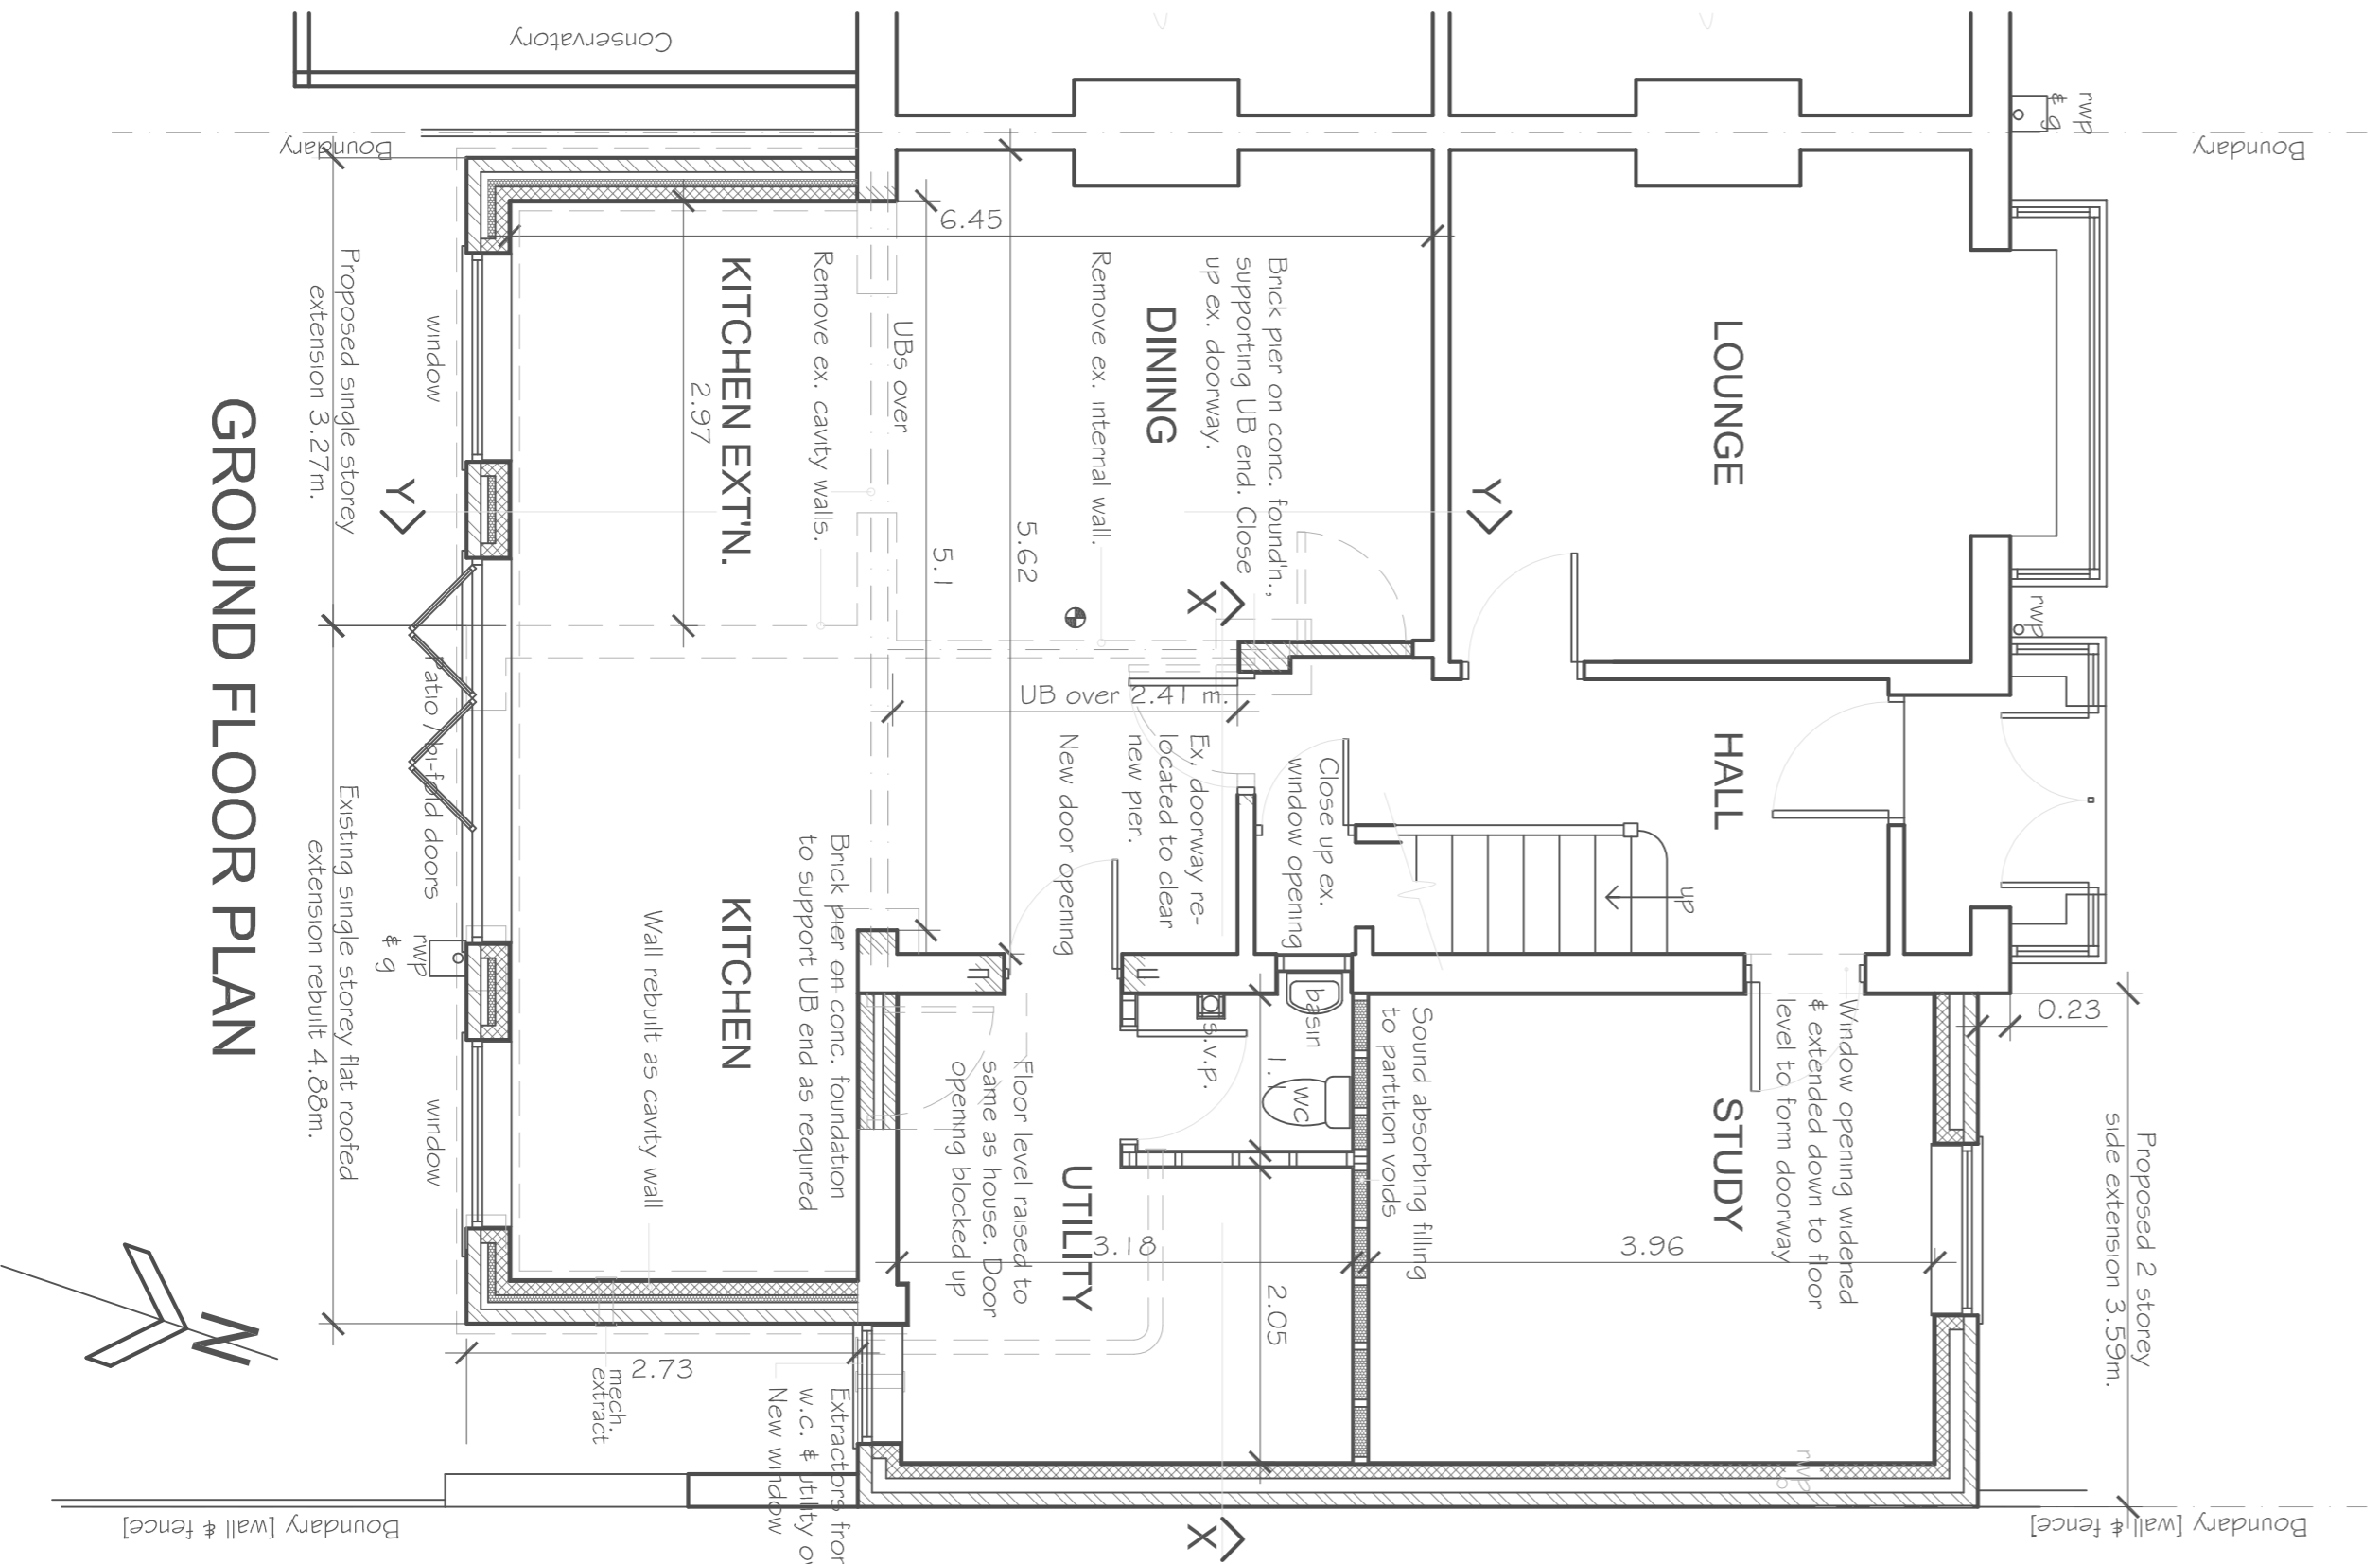 Conservatory
Boundary
Boundary
rwp
& g
rwp
Proposed single storey
extension 3.27m.
window
KITCHEN EXT'N.
2.97
Remove ex. cavity walls.
UBs over
6.45
5.1
5.62
Remove ex. internal wall.
DINING
Brick pier on conc. found'n.,
supporting UB end. Close
up ex. doorway.
LOUNGE
Y
Y
X
UB over 2.41 m.
Ex. doorway re-
located to clear
new pier.
New door opening
Close up ex.
window opening
HALL
up
GROUND FLOOR PLAN
Existing single storey flat roofed
extension rebuilt 4.88m.
Patio / bi-fold doors
rwp
& g
window
KITCHEN
Wall rebuilt as cavity wall
Brick pier on conc. foundation
to support UB end as required
Floor level raised to
same as house. Door
opening blocked up
UTILITY
s.v.p.
basin
1.1
WC
Sound absorbing filling
to partition voids
STUDY
Window opening widened
& extended down to floor
level to form doorway
0.23
Proposed 2 storey
side extension 3.59m.
3.18
3.96
2.05
2.73
mech.
extract
Extractors
w.c. & utility
New window
rwp
N
X
Boundary [wall & fence]
Boundary [wall & fence]